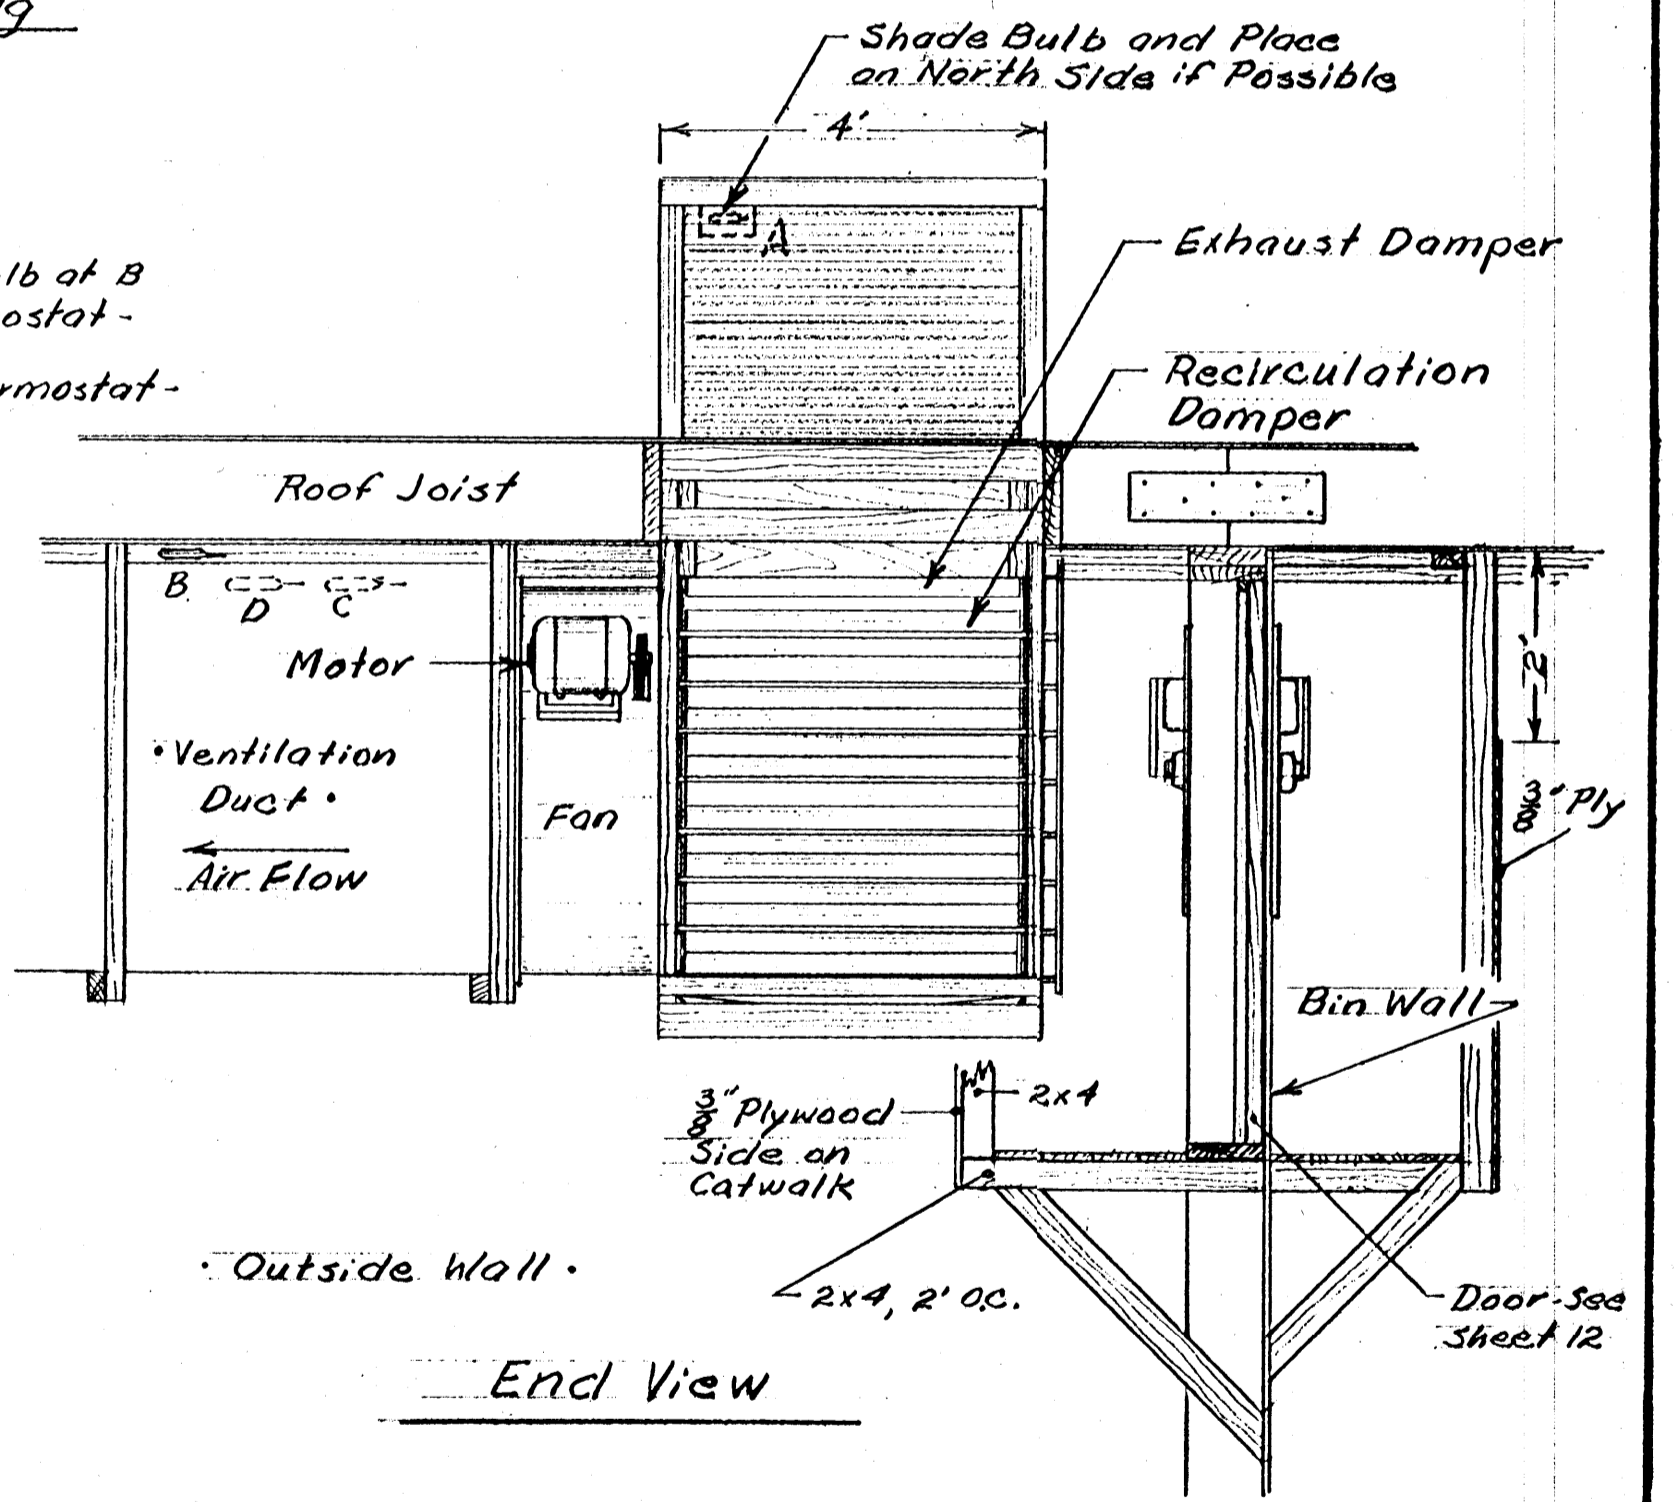 g
Shade Bulb and Place
on North Side if Possible
4'
A
Exhaust Damper
lb at B
ostat-
rmostat-
Recirculation
Damper
Roof Joist
B
D
C
Motor
2'
Ventilation
Duct
Fan
3/8" Ply
Air Flow
Bin Wall
3/8" Plywood
Side on
Catwalk
2x4
Outside Wall
2x4, 2' O.C.
Door-see
sheet 12
End View